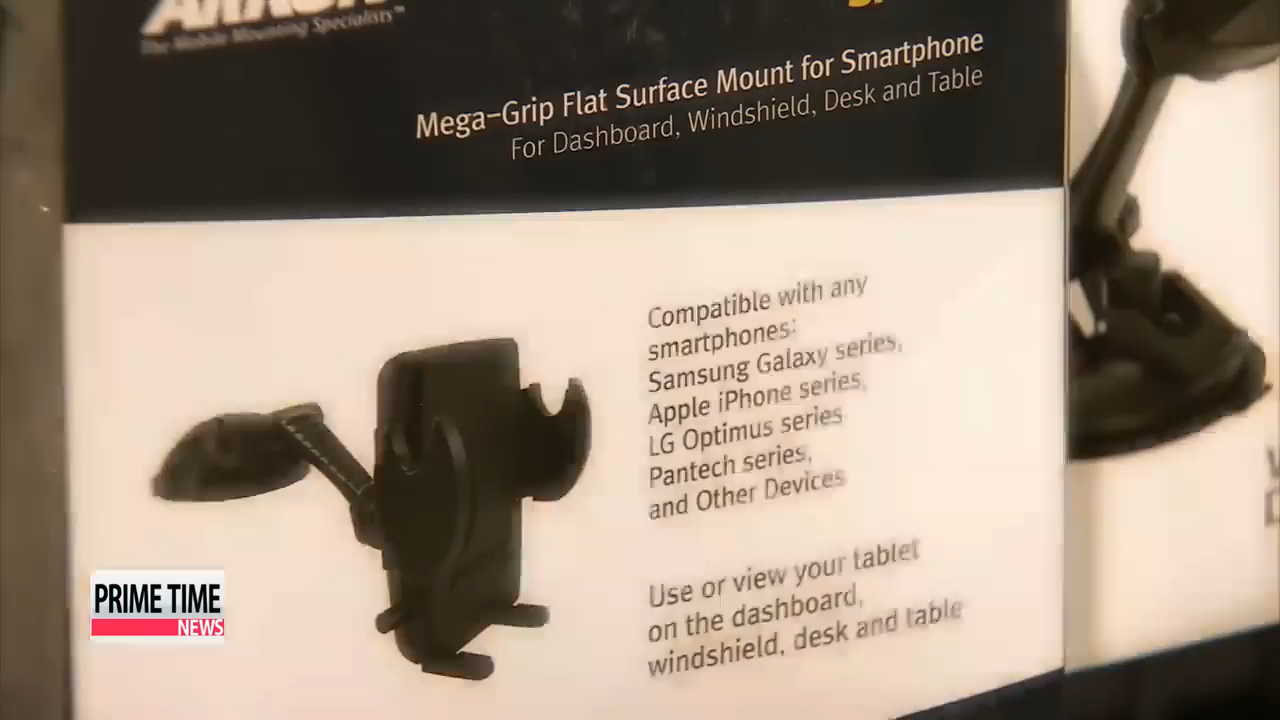 The Mobile Mounting Specialists™
Mega-Grip Flat Surface Mount for Smartphone
For Dashboard, Windshield, Desk and Table
Compatible with any
smartphones:
Samsung Galaxy series,
Apple iPhone series,
LG Optimus series
Pantech series,
and Other Devices
Use or view your tablet
on the dashboard,
windshield, desk and table
PRIME TIME
NEWS